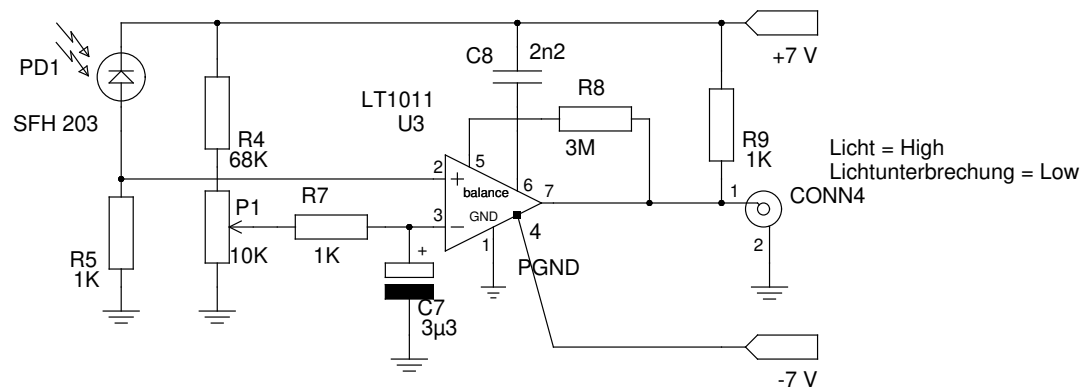 C8
2n2
+7 V
PD1
R8
LT1011
U3
SFH 203
R4
68K
3M
R9
1K
Licht = High
Lichtunterbrechung = Low
5
2
+
balance
6
7
1
CONN4
P1
R7
3
−
GND
4
2
R5
1K
10K
1K
1
PGND
+
C7
3µ3
-7 V